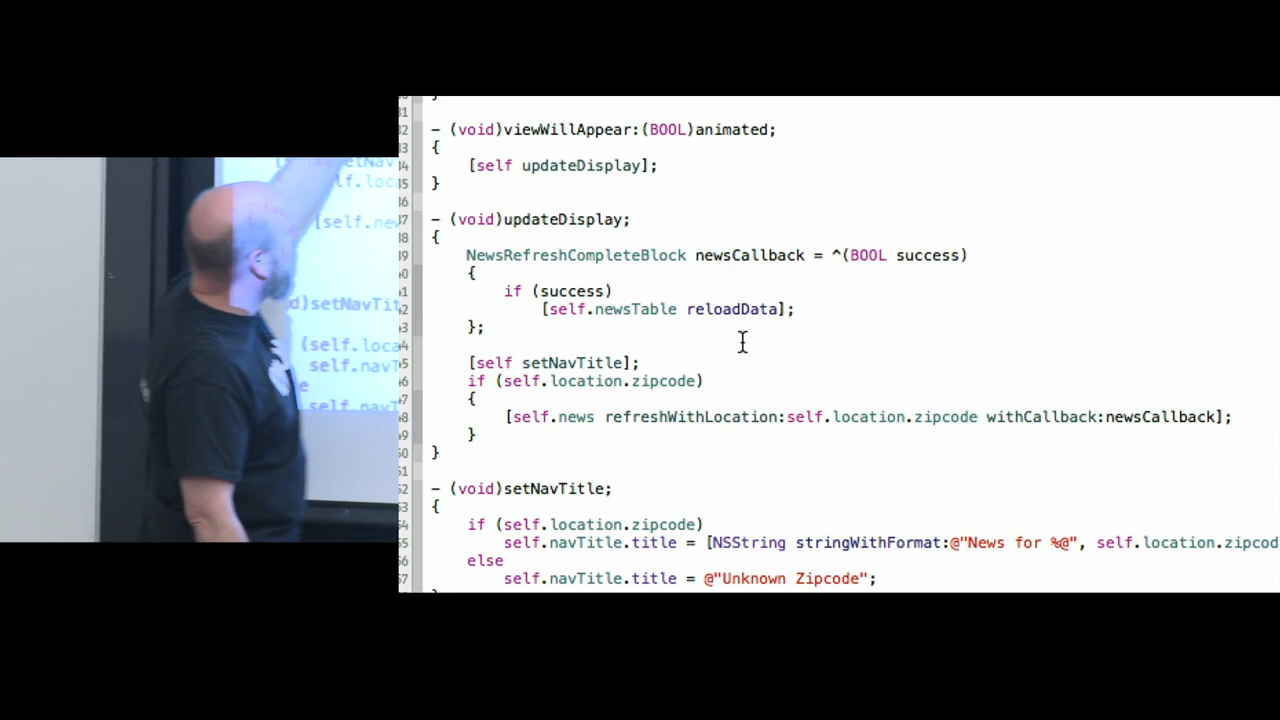 - (void)viewWillAppear:(BOOL)animated;
{
[self updateDisplay];
}
- (void)updateDisplay;
{
NewsRefreshCompleteBlock newsCallback = ^(BOOL success)
{
if (success)
[self.newsTable reloadData];
};
[self setNavTitle];
if (self.location.zipcode)
{
[self.news refreshWithLocation:self.location.zipcode withCallback:newsCallback];
}
}
- (void)setNavTitle;
{
if (self.location.zipcode)
self.navTitle.title = [NSString stringWithFormat:@"News for %@", self.location.zipcod
else
self.navTitle.title = @"Unknown Zipcode";